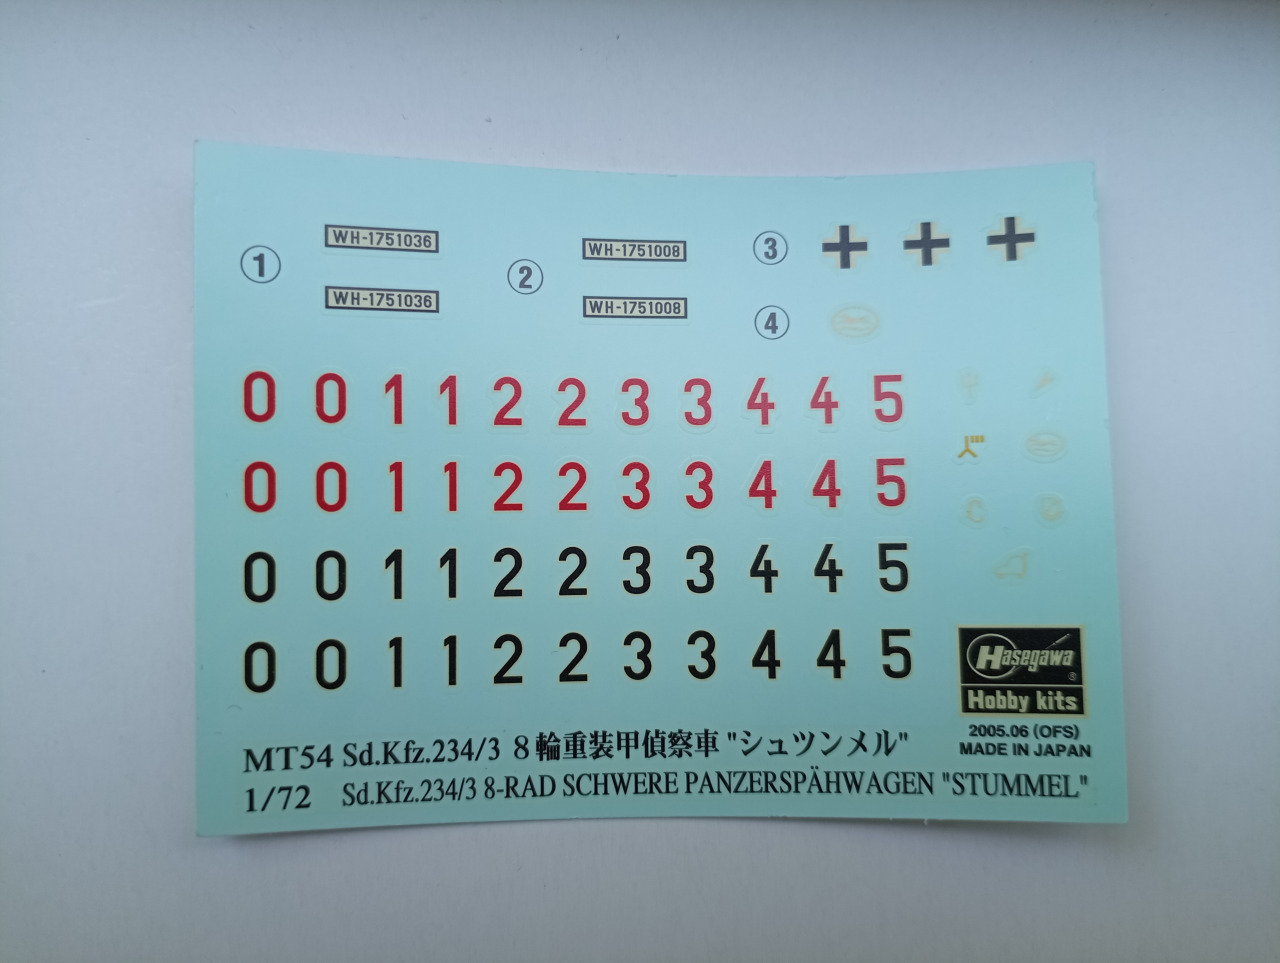 ① WH-1751036
WH-1751036
② WH-1751008
WH-1751008
③
④
0 0 1 1 2 2 3 3 4 4 5
0 0 1 1 2 2 3 3 4 4 5
0 0 1 1 2 2 3 3 4 4 5
0 0 1 1 2 2 3 3 4 4 5
Hasegawa ®
Hobby kits
2005.06 (OFS)
MADE IN JAPAN
MT54 Sd.Kfz.234/3 8輪重装甲偵察車 "シュツンメル"
1/72 Sd.Kfz.234/3 8-RAD SCHWERE PANZERSPÄHWAGEN "STUMMEL"